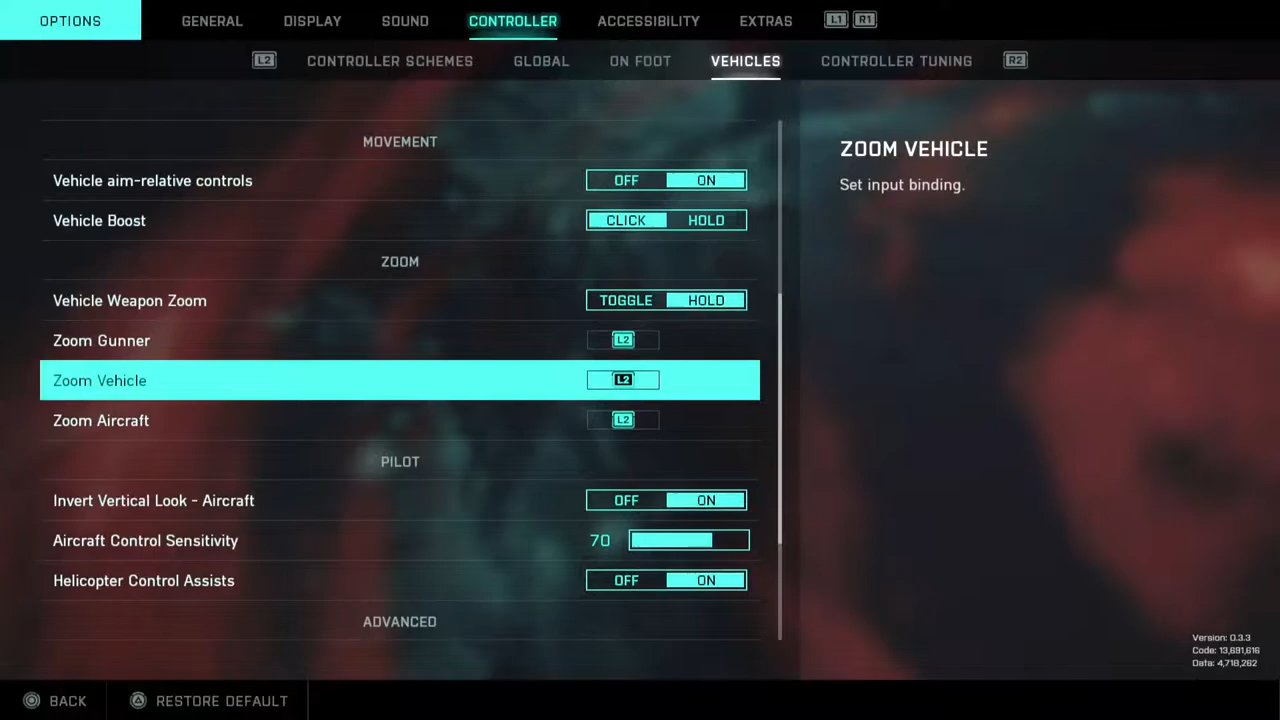 OPTIONS GENERAL DISPLAY SOUND CONTROLLER ACCESSIBILITY EXTRAS L1 R1
L2 CONTROLLER SCHEMES GLOBAL ON FOOT VEHICLES CONTROLLER TUNING R2
MOVEMENT
Vehicle aim-relative controls OFF ON
Vehicle Boost CLICK HOLD
ZOOM
Vehicle Weapon Zoom TOGGLE HOLD
Zoom Gunner L2
Zoom Vehicle L2
Zoom Aircraft L2
PILOT
Invert Vertical Look - Aircraft OFF ON
Aircraft Control Sensitivity 70
Helicopter Control Assists OFF ON
ADVANCED
ZOOM VEHICLE
Set input binding.
Version: 0.3.3
Code: 13,691,616
Data: 4,718,262
BACK RESTORE DEFAULT